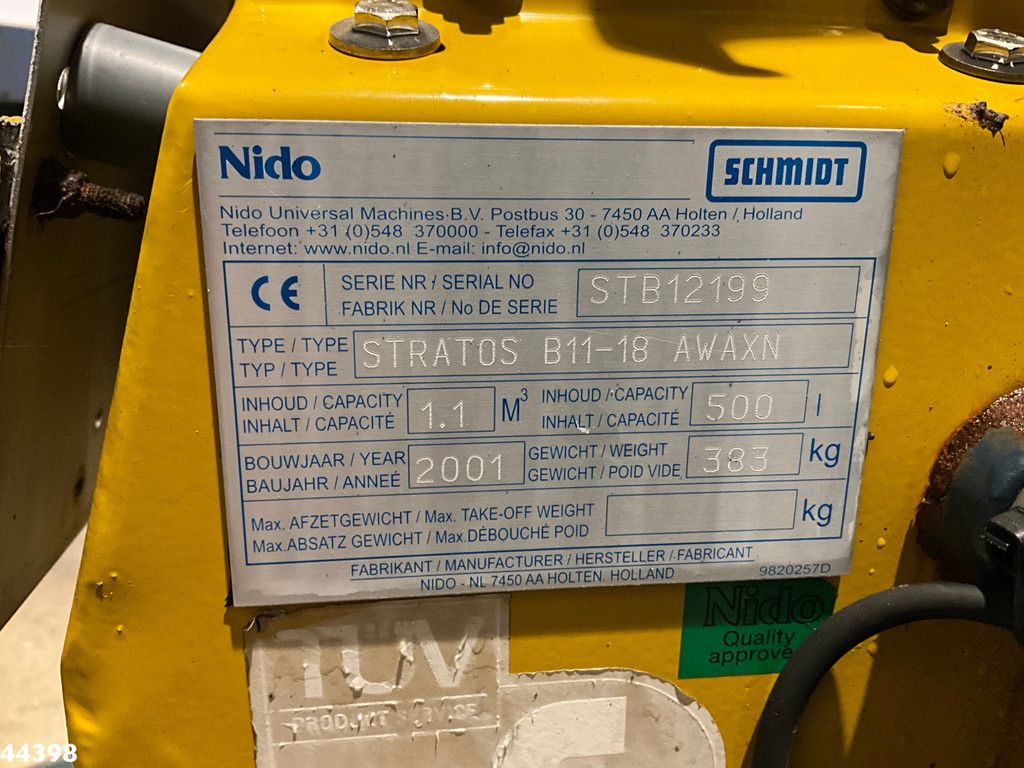 Nido
SCHMIDT
Nido Universal Machines B.V. Postbus 30 - 7450 AA Holten / Holland
Telefoon +31 (0)548 370000 - Telefax +31 (0)548 370233
Internet: www.nido.nl E-mail: info@nido.nl
CE
SERIE NR / SERIAL NO
FABRIK NR / No DE SERIE
STB12199
TYPE / TYPE
TYP / TYPE
STRATOS B11-18 AWAXN
INHOUD / CAPACITY
INHALT / CAPACITÉ
1.1 M³
INHOUD / CAPACITY
INHALT / CAPACITÉ
500 l
BOUWJAAR / YEAR
BAUJAHR / ANNEÉ
2001
GEWICHT / WEIGHT
GEWICHT / POID VIDE
383 kg
Max. AFZETGEWICHT / Max. TAKE-OFF WEIGHT
Max. ABSATZ GEWICHT / Max. DÉBOUCHÉ POID
kg
FABRIKANT / MANUFACTURER / HERSTELLER / FABRICANT
NIDO - NL 7450 AA HOLTEN. HOLLAND
9820257D
Nido
Quality
approved
TÜV
PRODUCT SERVICE
44398